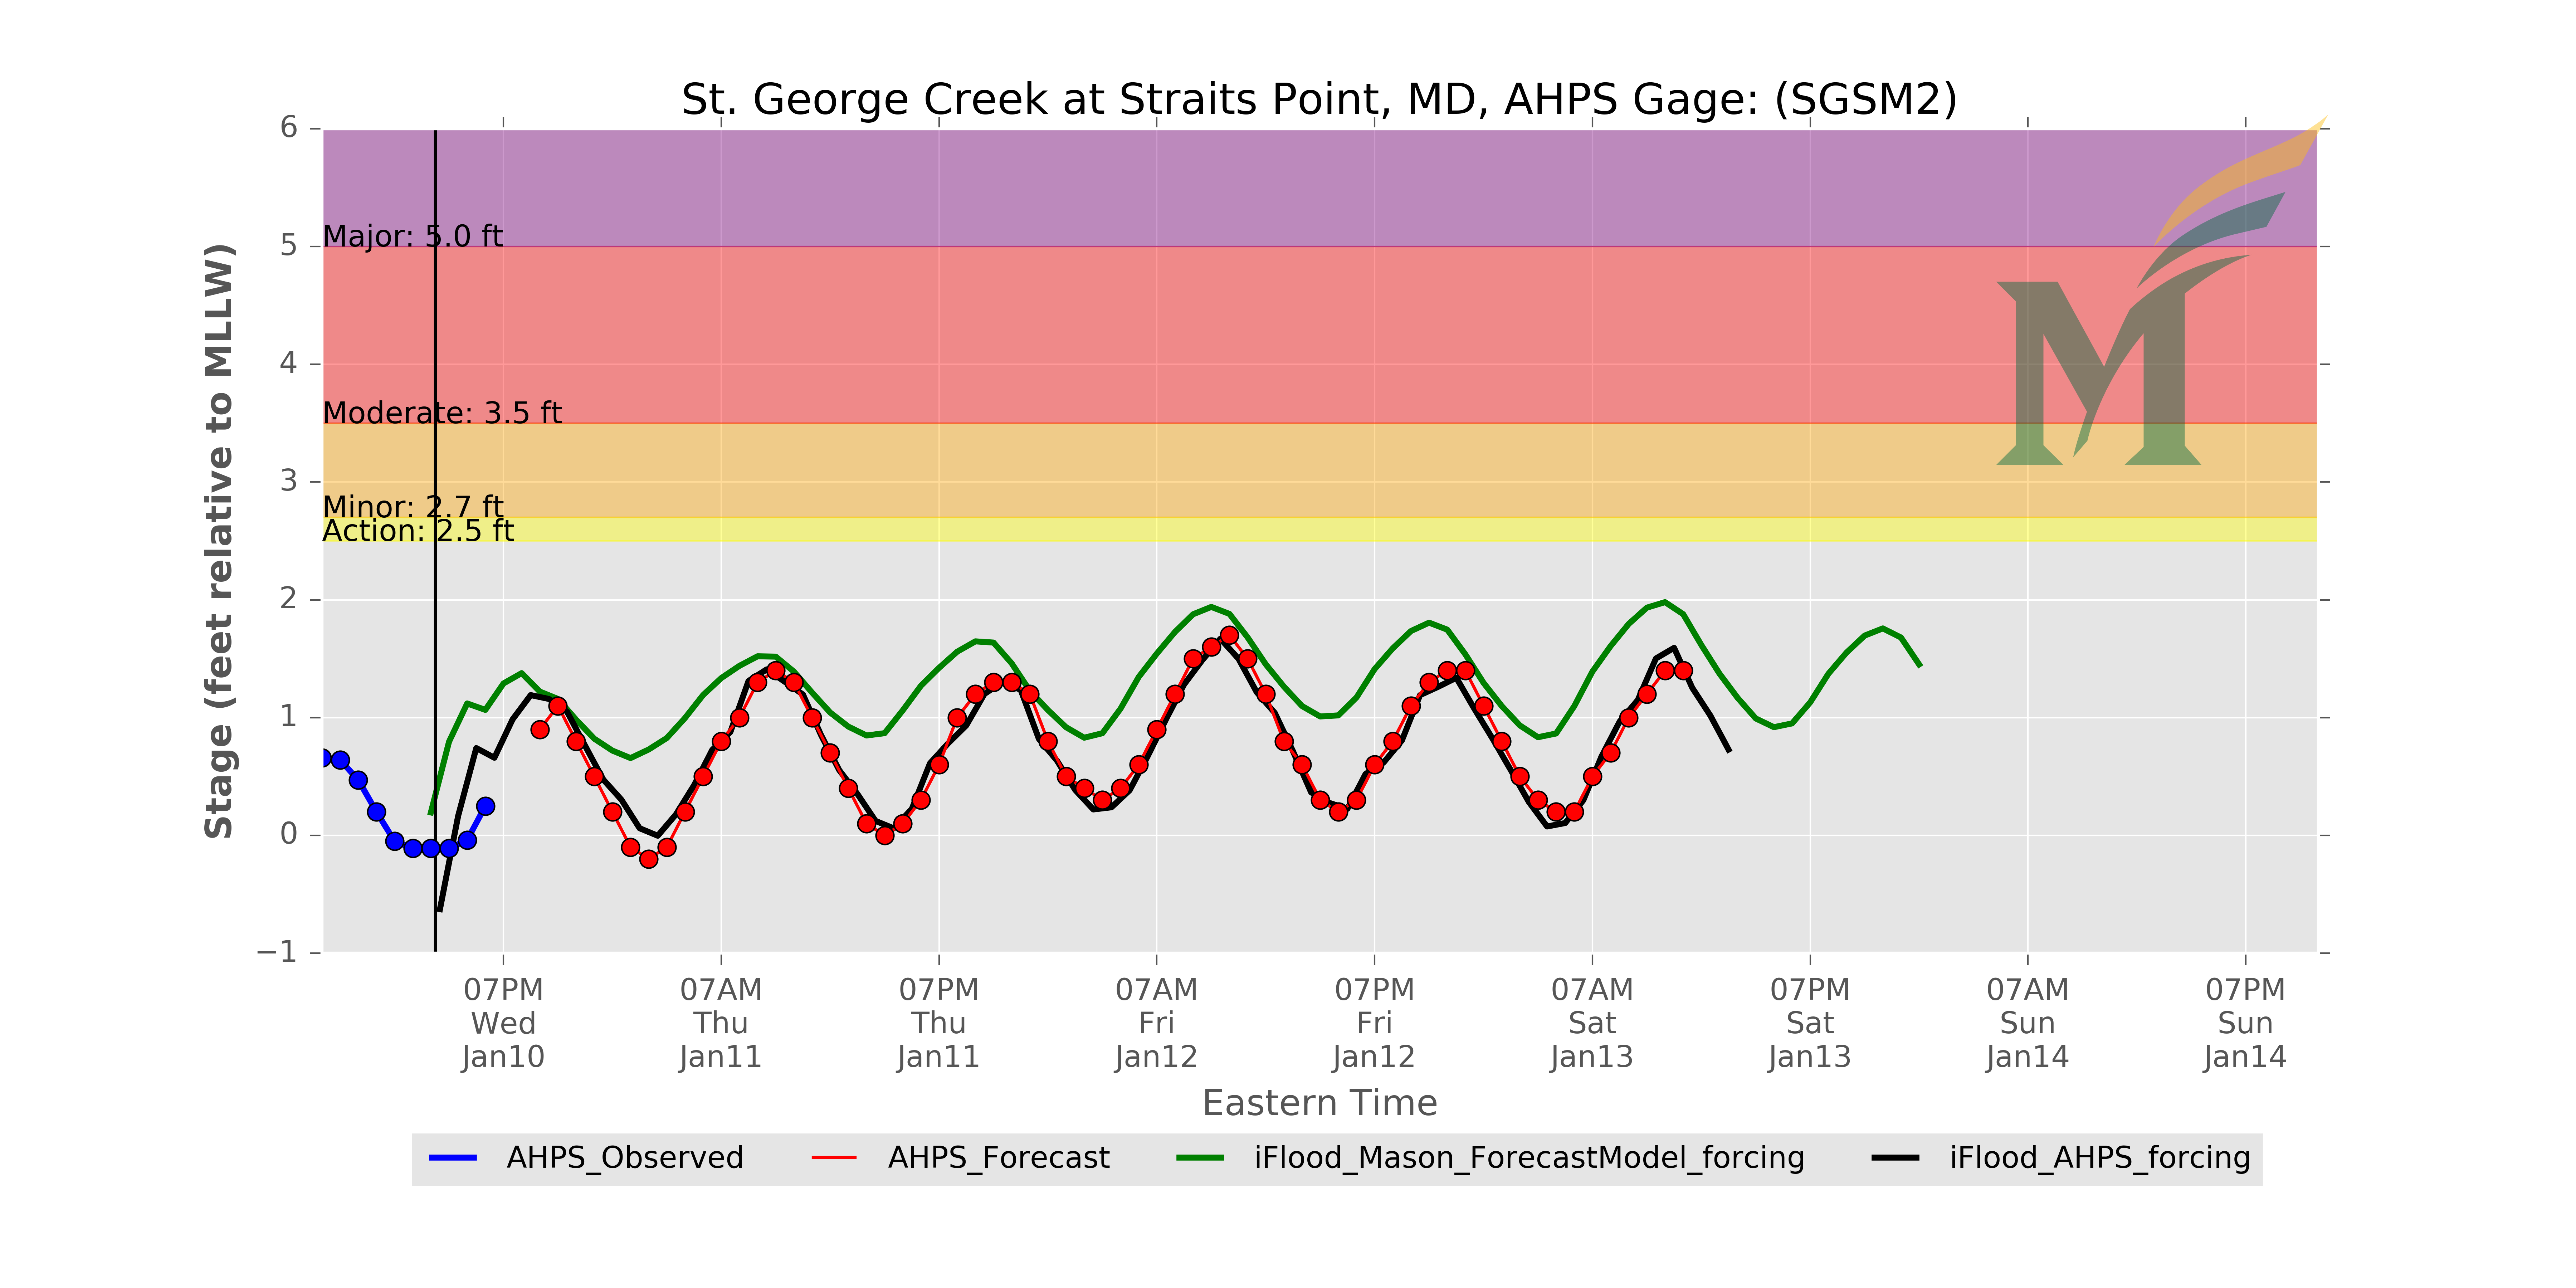 St. George Creek at Straits Point, MD, AHPS Gage: (SGSM2)
Stage (feet relative to MLLW)
6
5
4
3
2
1
0
−1
Major: 5.0 ft
Moderate: 3.5 ft
Minor: 2.7 ft
Action: 2.5 ft
M
07PM 07AM 07PM 07AM 07PM 07AM 07PM 07AM 07PM
Wed Thu Thu Fri Fri Sat Sat Sun Sun
Jan10 Jan11 Jan11 Jan12 Jan12 Jan13 Jan13 Jan14 Jan14
Eastern Time
AHPS_Observed AHPS_Forecast iFlood_Mason_ForecastModel_forcing iFlood_AHPS_forcing